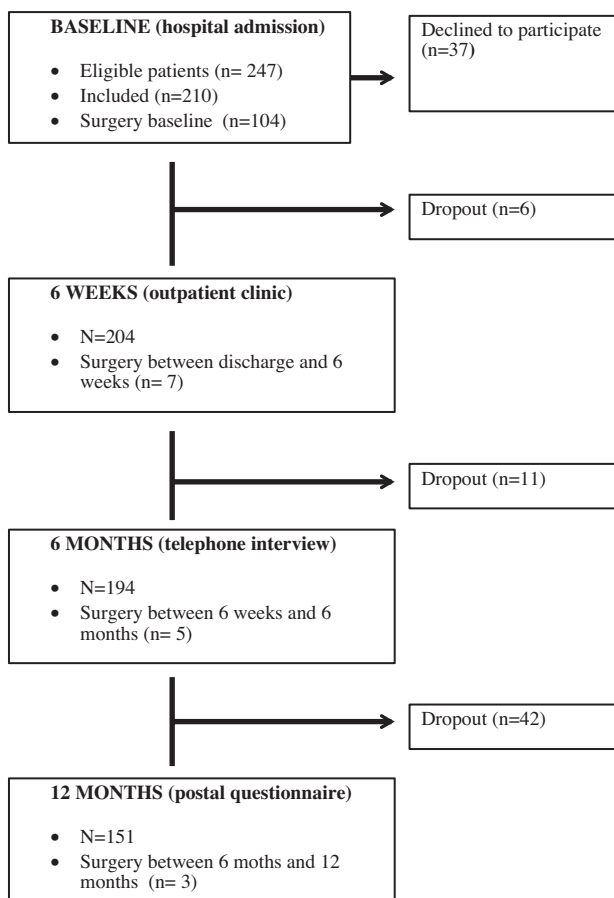 BASELINE (hospital admission)
• Eligible patients (n= 247)
• Included (n=210)
• Surgery baseline (n=104)
Declined to participate
(n=37)
Dropout (n=6)
6 WEEKS (outpatient clinic)
• N=204
• Surgery between discharge and 6
weeks (n= 7)
Dropout (n=11)
6 MONTHS (telephone interview)
• N=194
• Surgery between 6 weeks and 6
months (n= 5)
Dropout (n=42)
12 MONTHS (postal questionnaire)
• N=151
• Surgery between 6 moths and 12
months (n= 3)